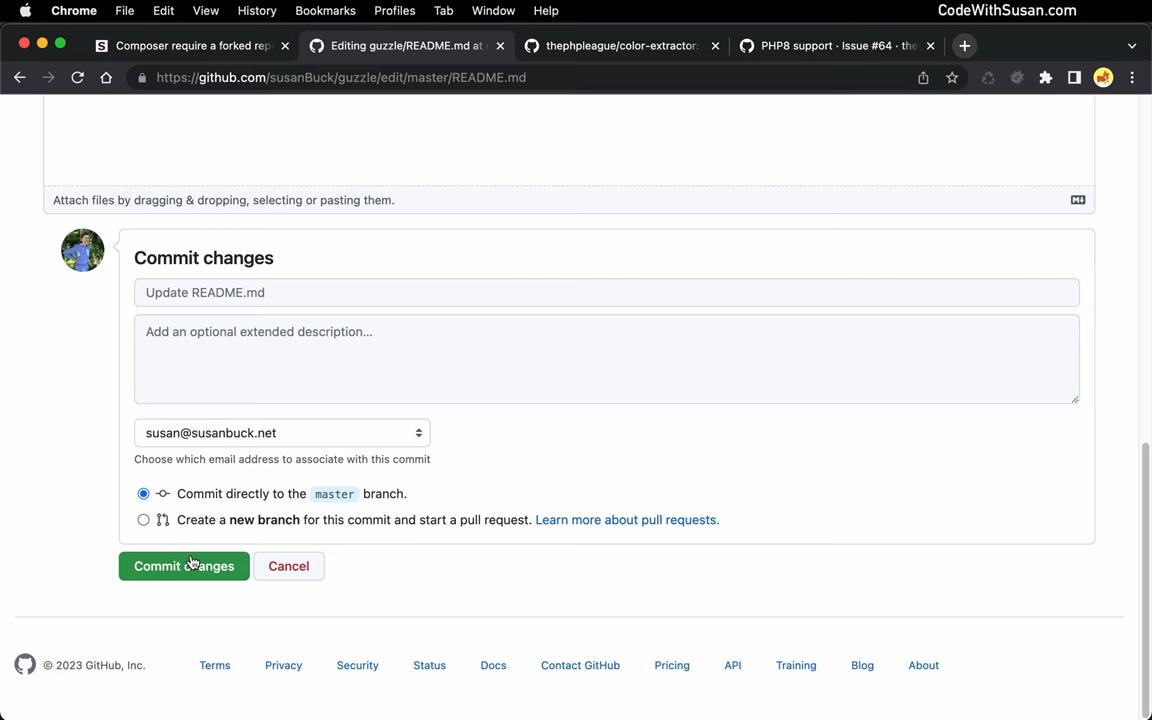 Chrome File Edit View History Bookmarks Profiles Tab Window Help CodeWithSusan.com
Composer require a forked rep Editing guzzle/README.md at thephpleague/color-extractor: PHP8 support · Issue #64 · the
https://github.com/susanBuck/guzzle/edit/master/README.md
Attach files by dragging & dropping, selecting or pasting them.
Commit changes
Update README.md
Add an optional extended description...
susan@susanbuck.net
Choose which email address to associate with this commit
Commit directly to the master branch.
Create a new branch for this commit and start a pull request. Learn more about pull requests.
Commit changes Cancel
© 2023 GitHub, Inc. Terms Privacy Security Status Docs Contact GitHub Pricing API Training Blog About